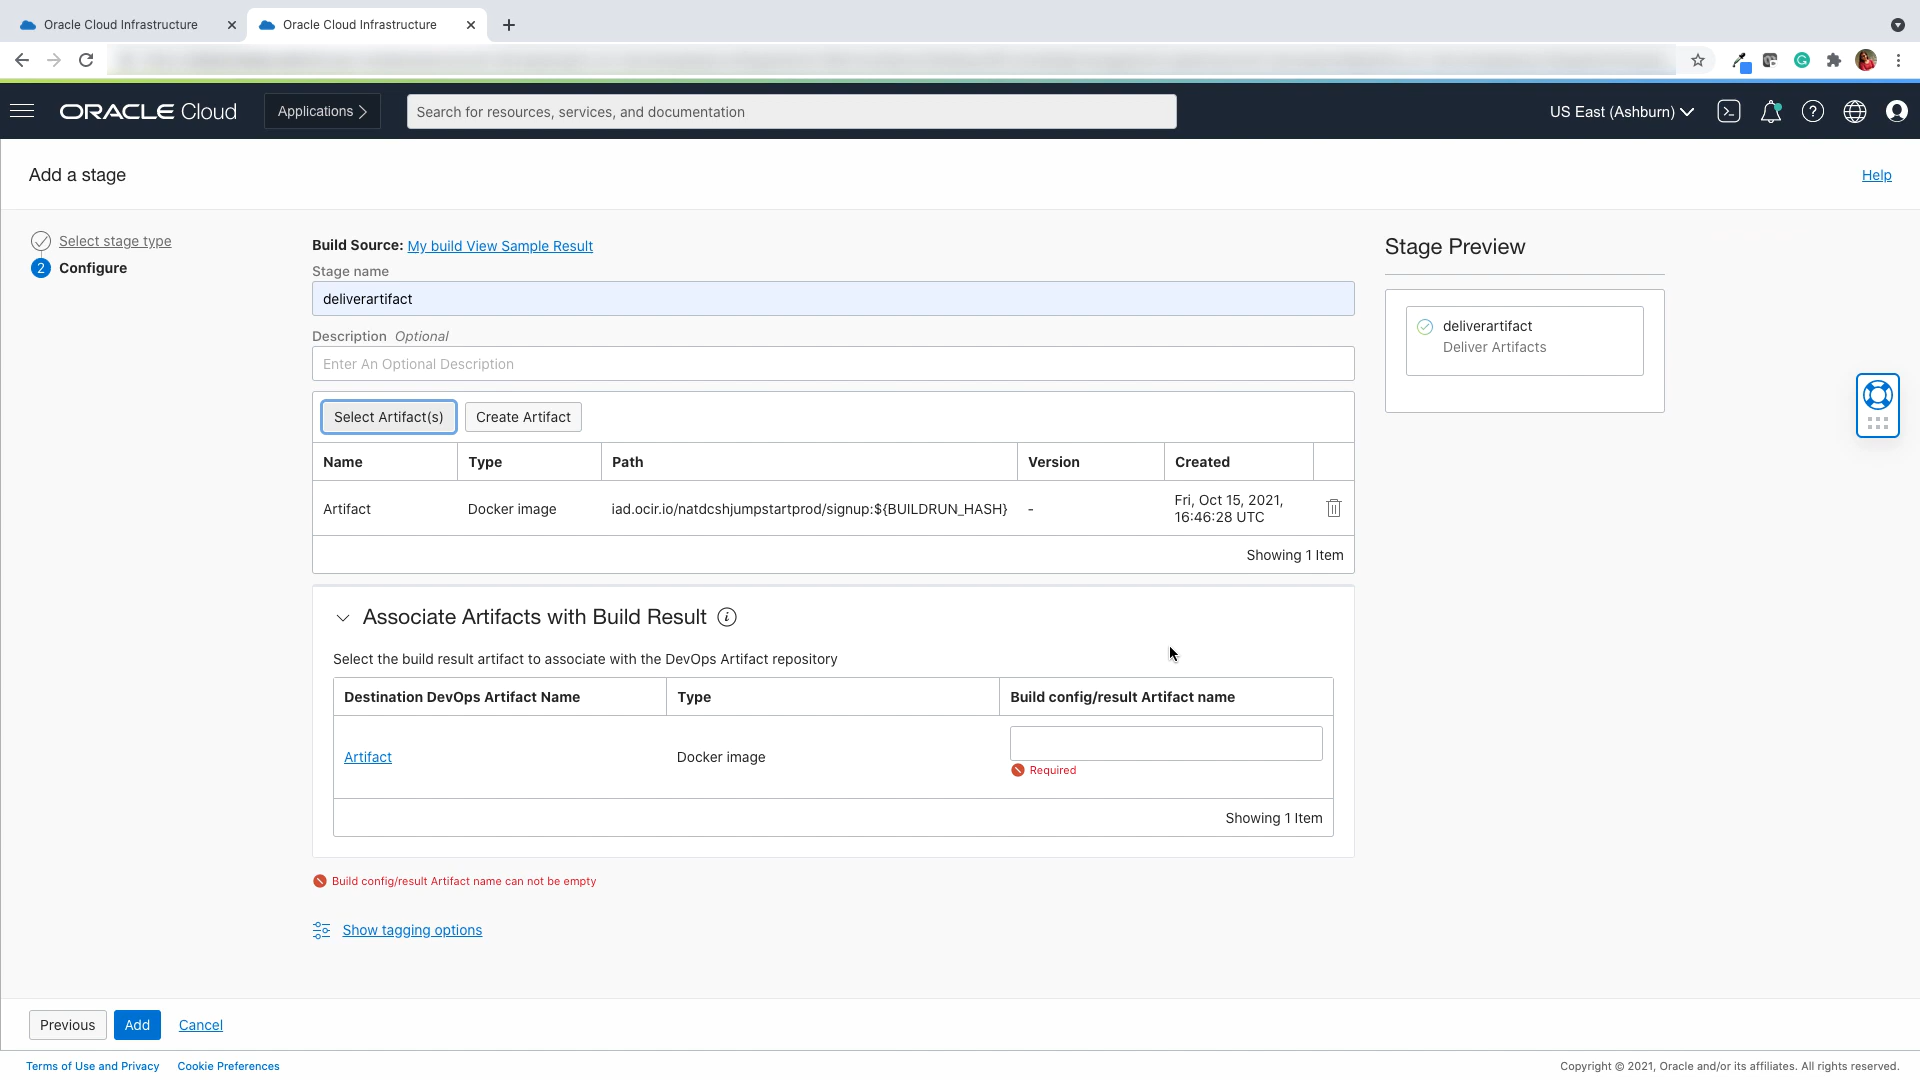 Oracle Cloud Infrastructure
Oracle Cloud Infrastructure
ORACLE Cloud
Applications
Search for resources, services, and documentation
US East (Ashburn)
Add a stage
Help
Select stage type
2 Configure
Build Source: My build View Sample Result
Stage name
deliverartifact
Description Optional
Enter An Optional Description
Select Artifact(s) Create Artifact
Name Type Path Version Created
Artifact Docker image iad.ocir.io/natdcshjumpstartprod/signup:${BUILDRUN_HASH} - Fri, Oct 15, 2021,
16:46:28 UTC
Showing 1 Item
Associate Artifacts with Build Result
Select the build result artifact to associate with the DevOps Artifact repository
Destination DevOps Artifact Name Type Build config/result Artifact name
Artifact Docker image
Required
Showing 1 Item
Build config/result Artifact name can not be empty
Show tagging options
Stage Preview
deliverartifact
Deliver Artifacts
Previous Add Cancel
Terms of Use and Privacy Cookie Preferences
Copyright © 2021, Oracle and/or its affiliates. All rights reserved.